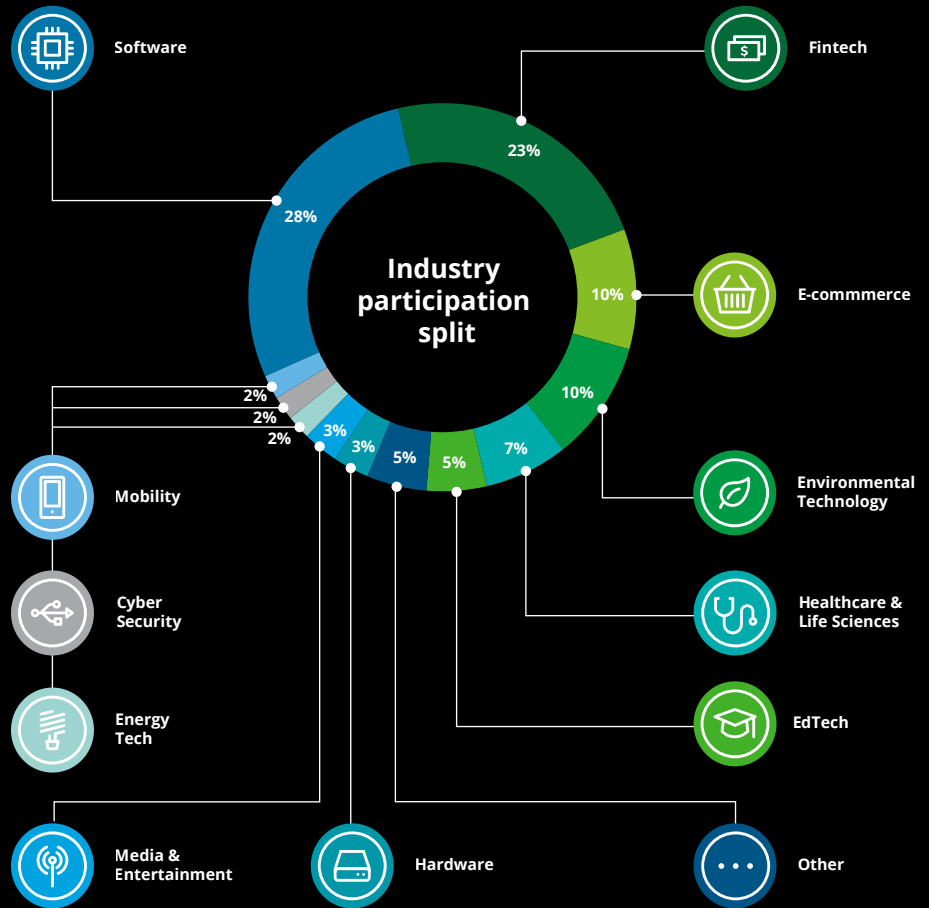 Software
Fintech
23%
28%
Industry
participation
split
10%
E-commmerce
2%
2%
2%
3%
3%
5%
5%
7%
10%
Mobility
Environmental
Technology
Cyber
Security
Healthcare &
Life Sciences
Energy
Tech
EdTech
Media &
Entertainment
Hardware
Other
$